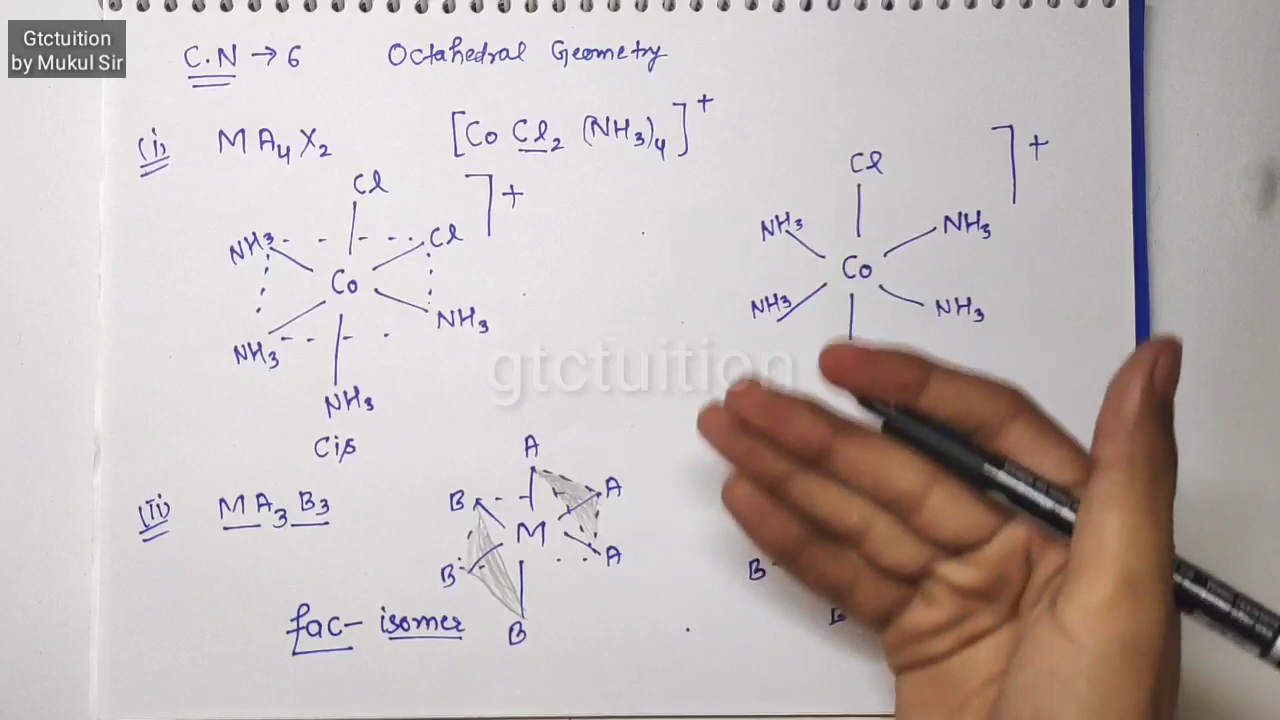 Gtctuition
by Mukul Sir
C.N → 6 Octahedral Geometry
(i) MA₄X₂ [Co Cl₂ (NH₃)₄]⁺
Cl ]⁺
NH₃ Cl
Co
NH₃ NH₃
NH₃
Cis
Cl ]⁺
NH₃ NH₃
Co
NH₃ NH₃
gtctuition
(ii) MA₃B₃
A
B A
M
B A
B
fac- isomer
B
B